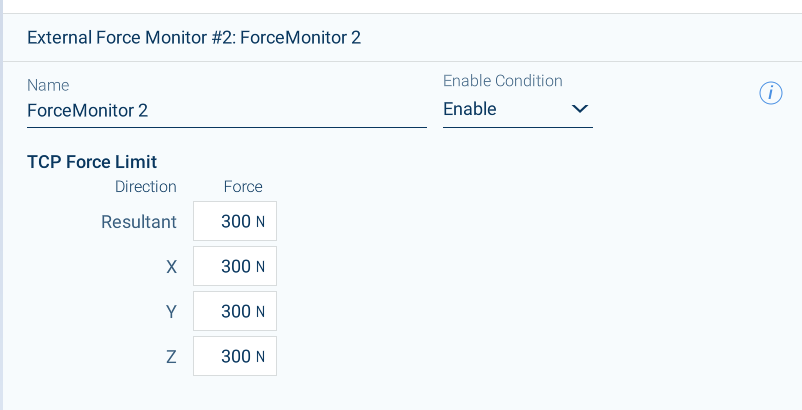 External Force Monitor #2: ForceMonitor 2
Name
Enable Condition
ForceMonitor 2
Enable
i
TCP Force Limit
Direction Force
Resultant 300 N
X 300 N
Y 300 N
Z 300 N